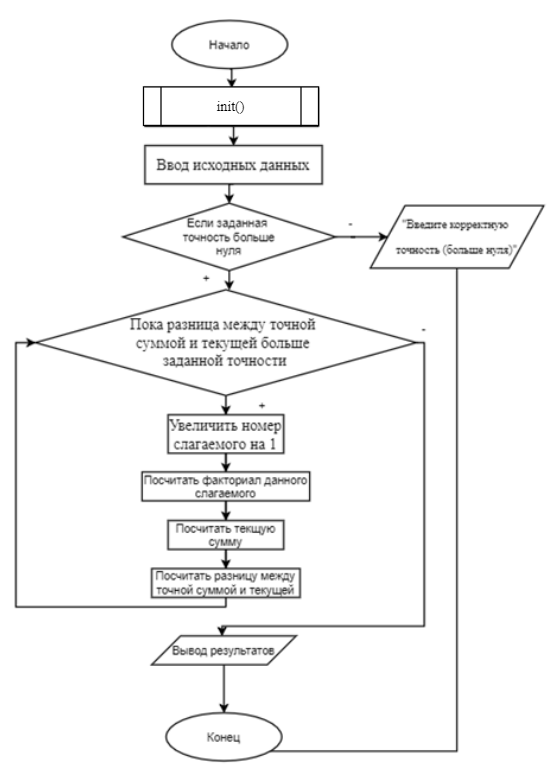 Начало
init()
Ввод исходных данных
Если заданная
точность больше
нуля
-
-
"Введите корректную
точность (больше нуля)"
+
Пока разница между точной
суммой и текущей больше
заданной точности
-
+
Увеличить номер
слагаемого на 1
Посчитать факториал данного
слагаемого
Посчитать текщую
сумму
Посчитать разницу между
точной суммой и текущей
Вывод результатов
Конец